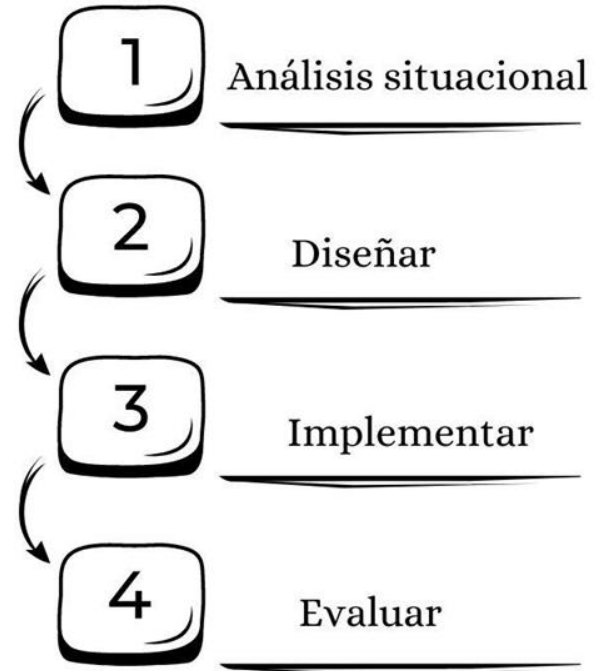 1
Análisis situacional
2
Diseñar
3
Implementar
4
Evaluar